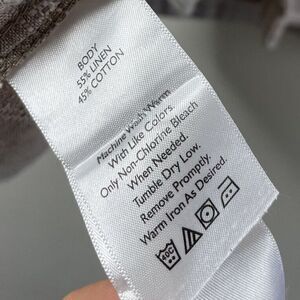 BODY
55% LINEN
45% COTTON
Machine Wash Warm
With Like Colors.
Only Non-Chlorine Bleach
When Needed.
Tumble Dry Low.
Remove Promptly.
Warm Iron As Desired.
40C